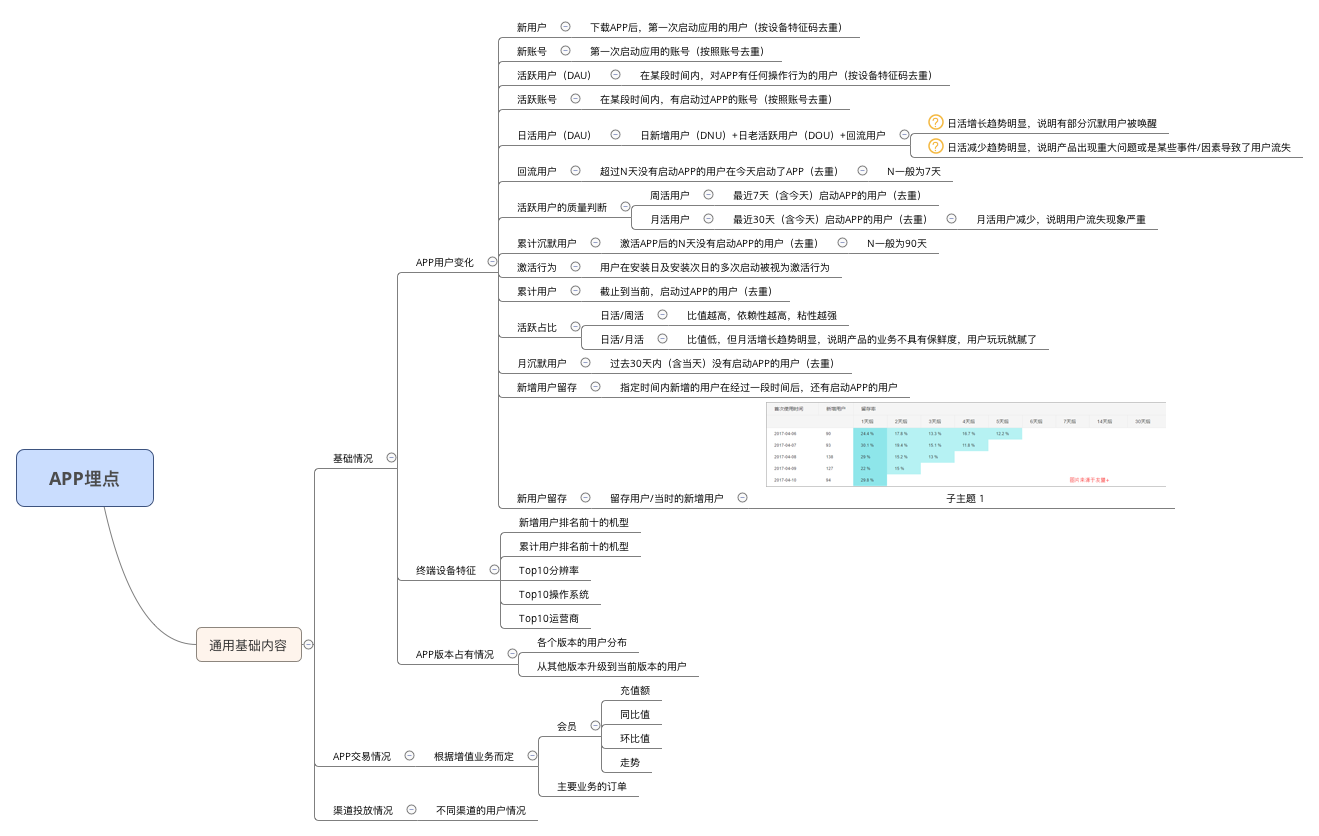 新用户 下载APP后，第一次启动应用的用户（按设备特征码去重）
新账号 第一次启动应用的账号（按照账号去重）
活跃用户（DAU） 在某段时间内，对APP有任何操作行为的用户（按设备特征码去重）
活跃账号 在某段时间内，有启动过APP的账号（按照账号去重）
日活用户（DAU） 日新增用户（DNU）+日老活跃用户（DOU）+回流用户
日活增长趋势明显，说明有部分沉默用户被唤醒
日活减少趋势明显，说明产品出现重大问题或是某些事件/因素导致了用户流失
回流用户 超过N天没有启动APP的用户在今天启动了APP（去重） N一般为7天
活跃用户的质量判断
周活用户 最近7天（含今天）启动APP的用户（去重）
月活用户 最近30天（含今天）启动APP的用户（去重） 月活用户减少，说明用户流失现象严重
累计沉默用户 激活APP后的N天没有启动APP的用户（去重） N一般为90天
APP用户变化
激活行为 用户在安装日及安装次日的多次启动被视为激活行为
累计用户 截止到当前，启动过APP的用户（去重）
活跃占比
日活/周活 比值越高，依赖性越高，粘性越强
日活/月活 比值低，但月活增长趋势明显，说明产品的业务不具有保鲜度，用户玩玩就腻了
月沉默用户 过去30天内（含当天）没有启动APP的用户（去重）
新增用户留存 指定时间内新增的用户在经过一段时间后，还有启动APP的用户
首次使用时间 新增用户 留存率
1天后 2天后 3天后 4天后 5天后 6天后 7天后 14天后 30天后
2017-04-06
2017-04-07
2017-04-08 138
2017-04-09 127
2017-04-10
新用户留存 留存用户/当时的新增用户 子主题 1
基础情况
APP埋点
终端设备特征
新增用户排名前十的机型
累计用户排名前十的机型
Top10分辨率
Top10操作系统
Top10运营商
通用基础内容
APP版本占有情况
各个版本的用户分布
从其他版本升级到当前版本的用户
APP交易情况 根据增值业务而定
会员
充值额
同比值
环比值
走势
主要业务的订单
渠道投放情况 不同渠道的用户情况